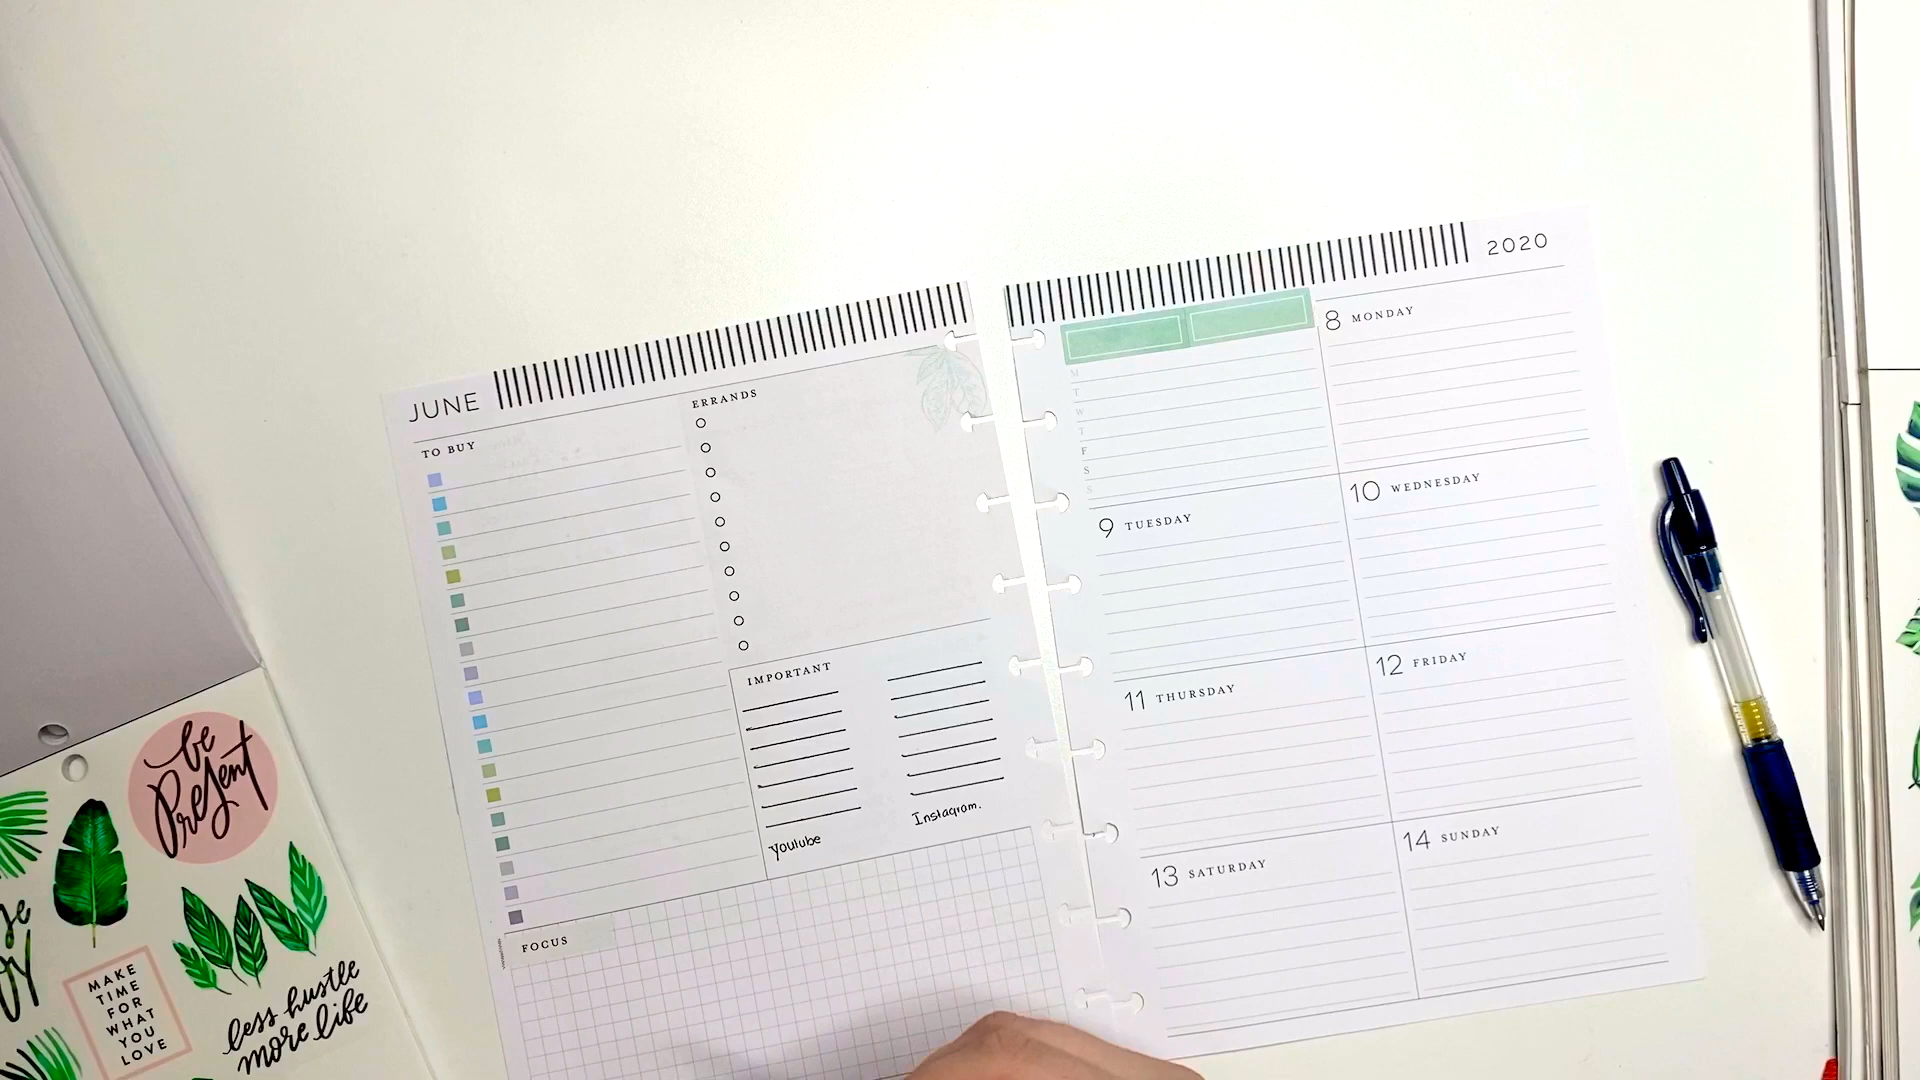 JUNE
TO BUY
ERRANDS
IMPORTANT
Youtube
Instagram.
FOCUS
2020
M
T
W
T
F
S
S
8 MONDAY
9 TUESDAY
10 WEDNESDAY
11 THURSDAY
12 FRIDAY
13 SATURDAY
14 SUNDAY
be
Present
MAKE
TIME
FOR
WHAT
YOU
LOVE
less hustle
more life